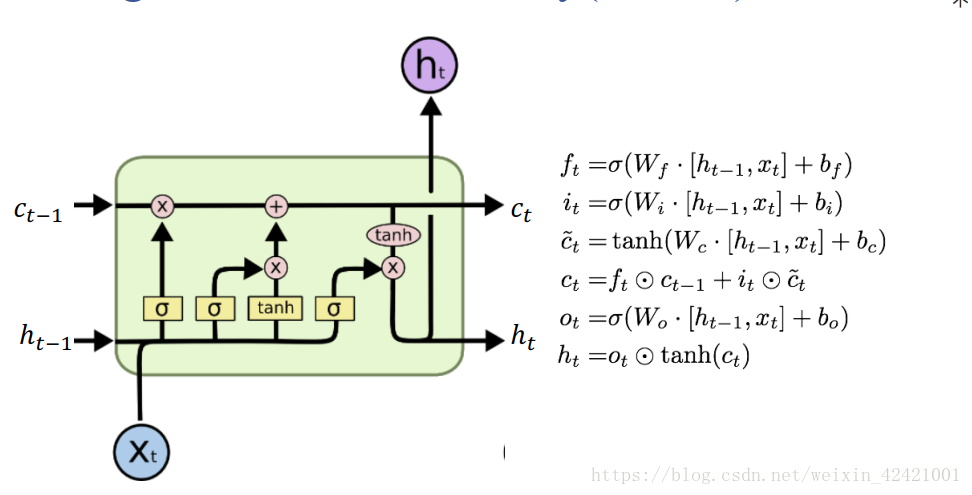 h_t
c_{t-1} × + c_t
tanh
× ×
σ σ tanh σ
h_{t-1} h_t
x_t
f_t =σ(W_f · [h_{t-1}, x_t] + b_f)
i_t =σ(W_i · [h_{t-1}, x_t] + b_i)
c̃_t = tanh(W_c · [h_{t-1}, x_t] + b_c)
c_t =f_t ⊙ c_{t-1} + i_t ⊙ c̃_t
o_t =σ(W_o · [h_{t-1}, x_t] + b_o)
h_t =o_t ⊙ tanh(c_t)
https://blog.csdn.net/weixin_42421001